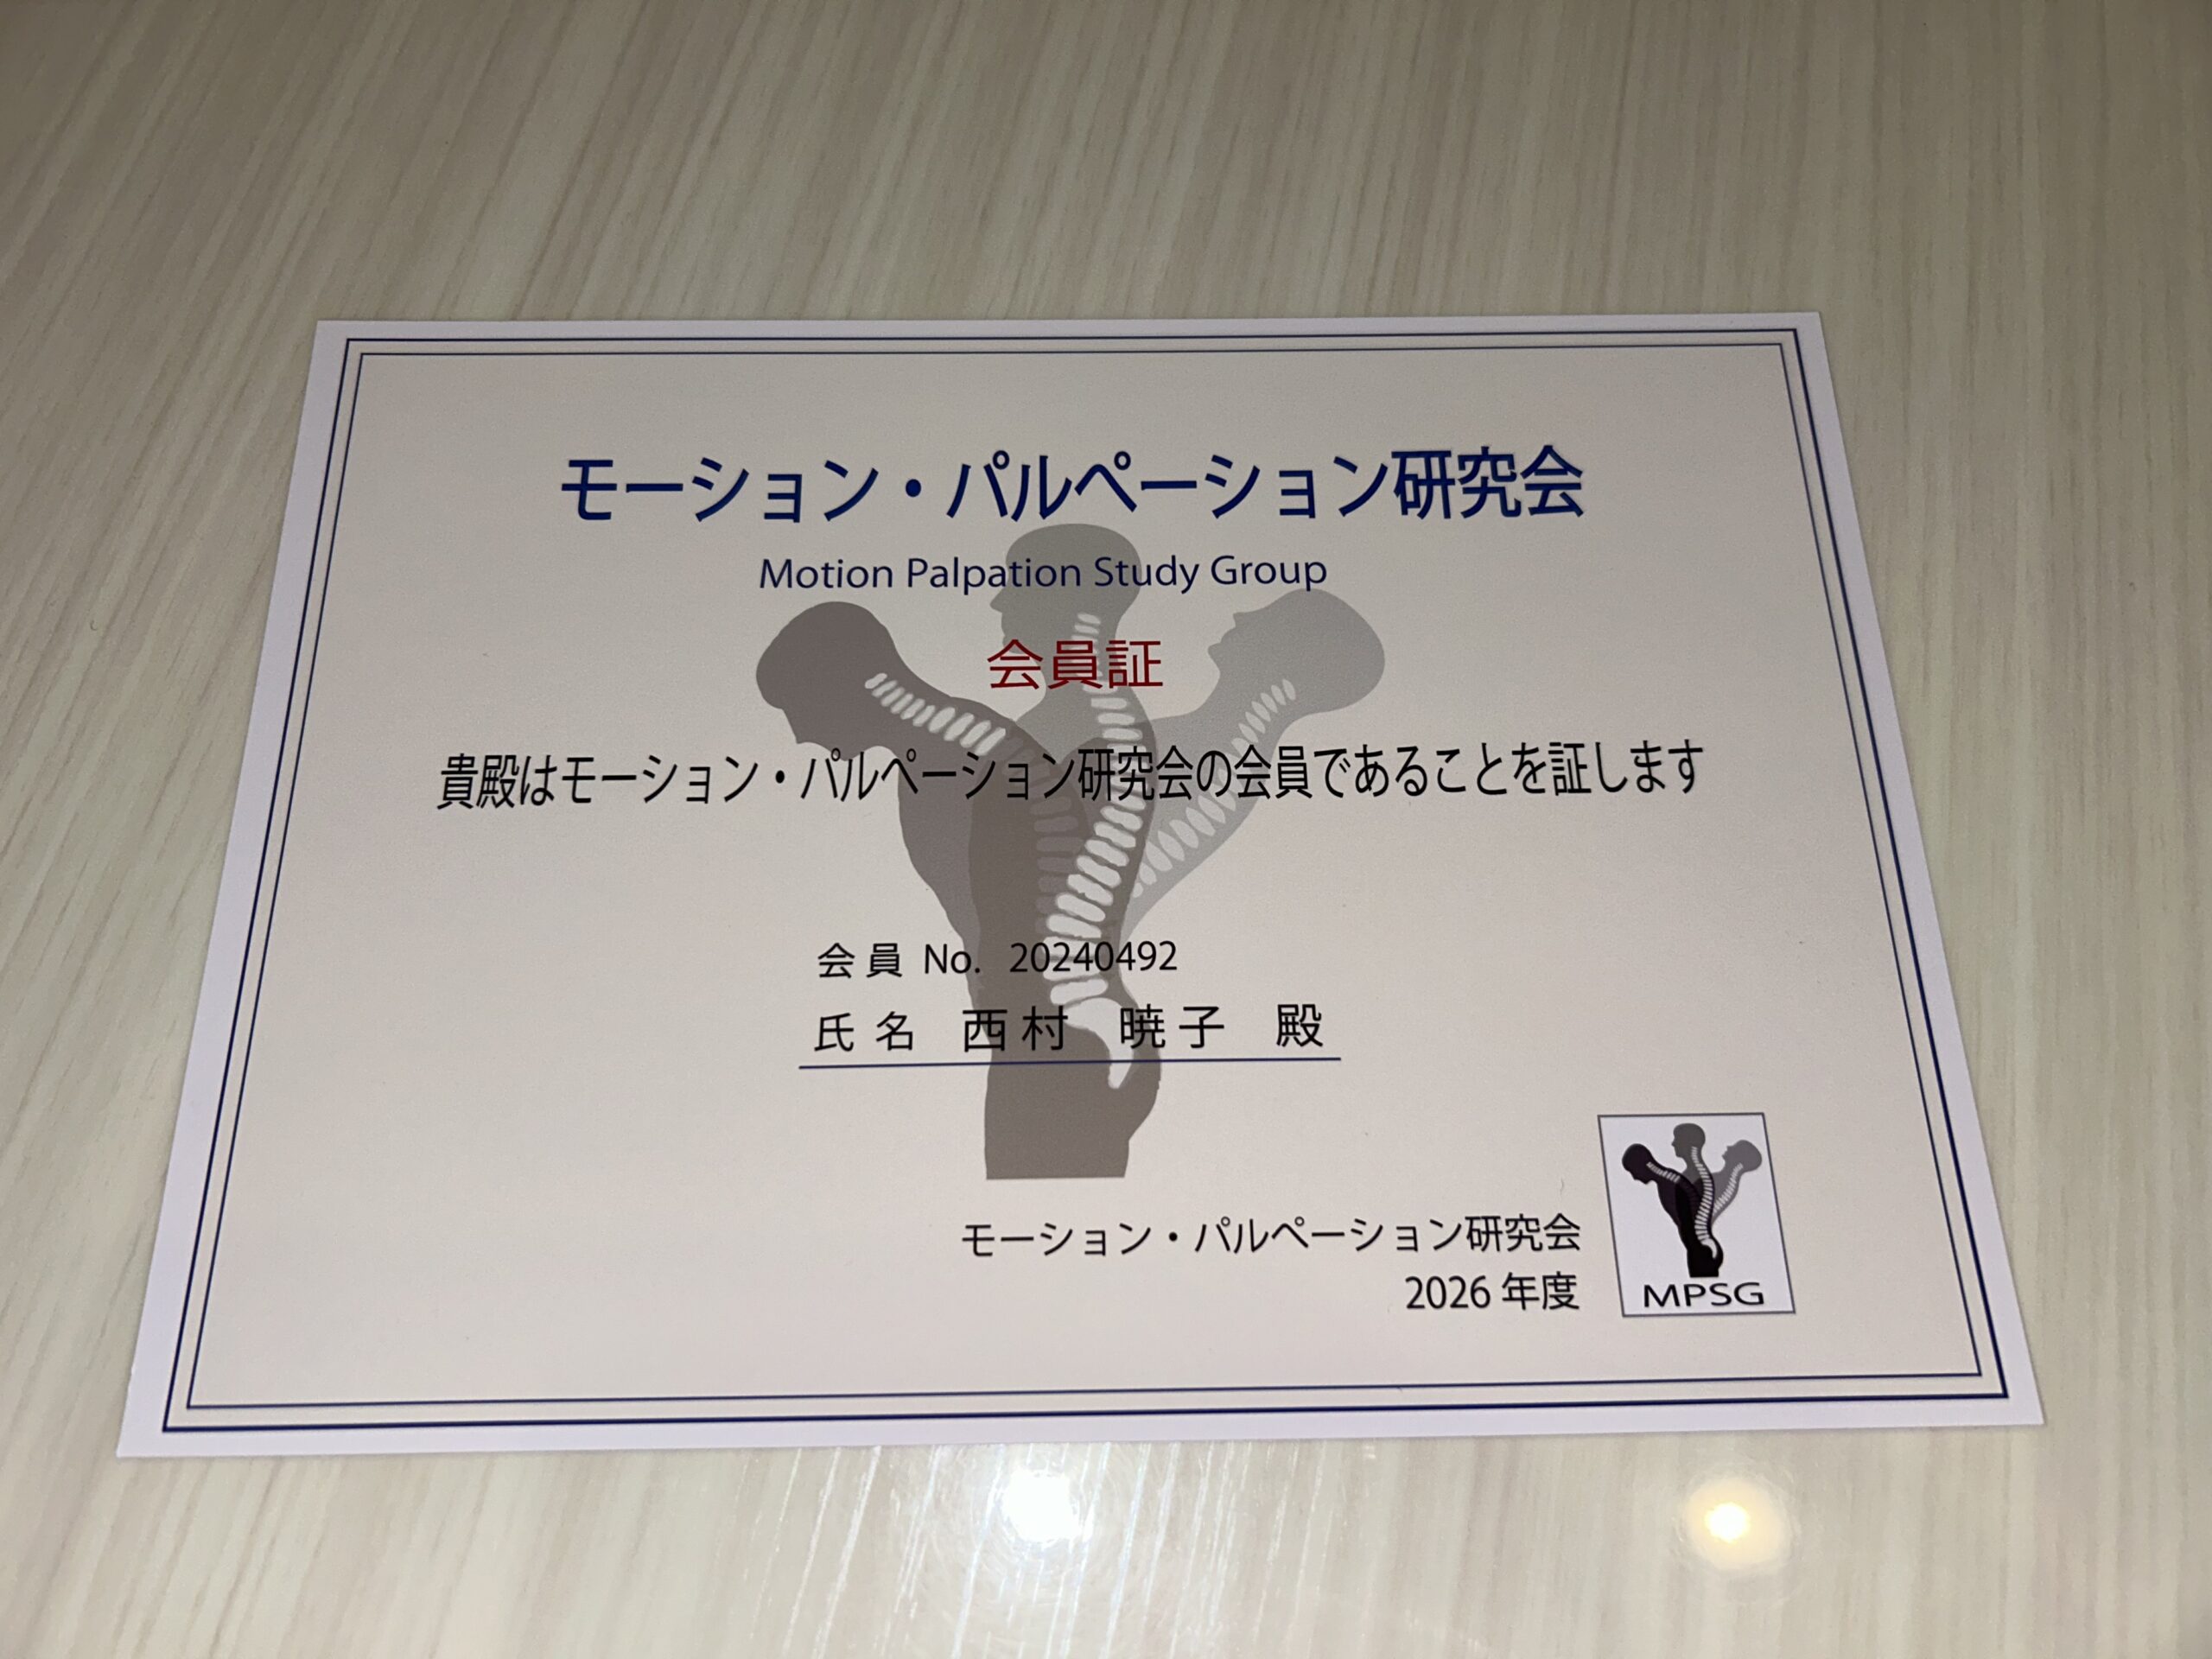 モーション・パルペーション研究会
Motion Palpation Study Group
会員証
貴殿はモーション・パルペーション研究会の会員であることを証します
会員 No. 20240492
氏名 西村 暁子 殿
モーション・パルペーション研究会
2026 年度
MPSG